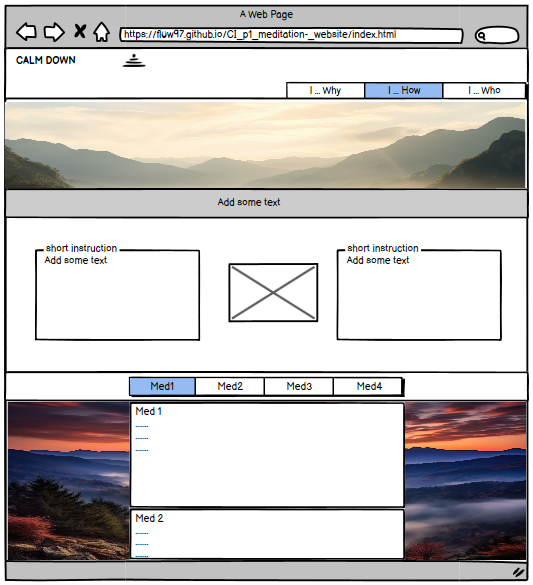 A Web Page
https://fluw97.github.io/CI_p1_meditation-_website/index.html
CALM DOWN
I ... Why
I ... How
I ... Who
Add some text
short instruction
Add some text
short instruction
Add some text
Med1
Med2
Med3
Med4
Med 1
......
......
......
Med 2
......
......
......